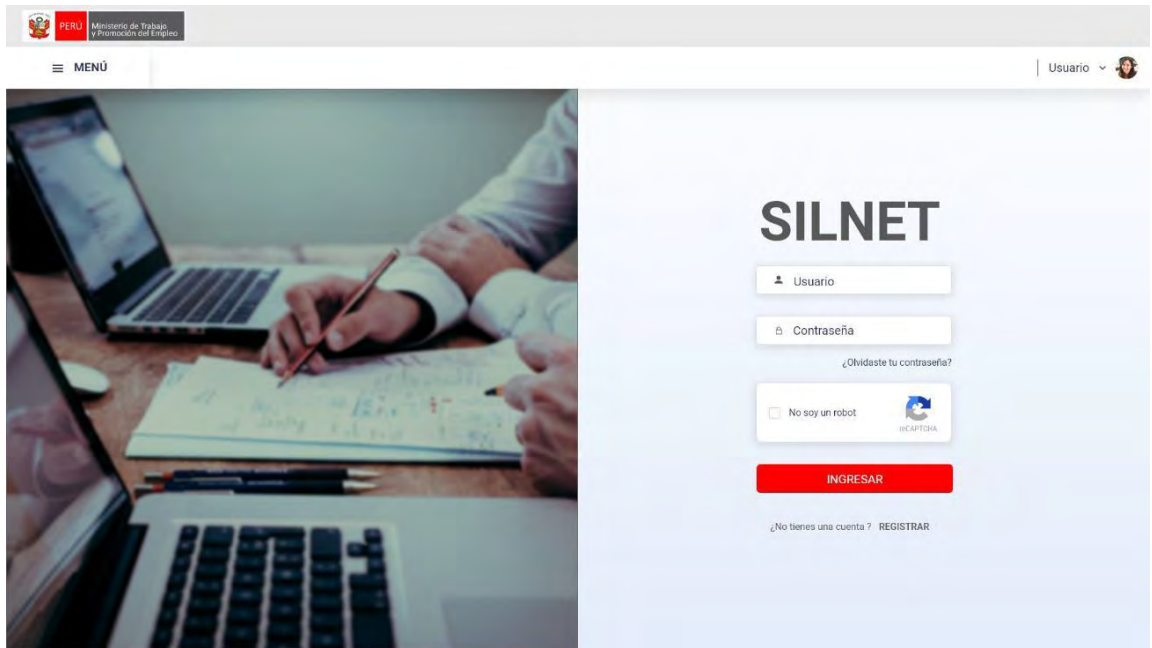 PERÚ
Ministerio de Trabajo
y Promoción del Empleo
MENÚ
Usuario
SILNET
Usuario
Contraseña
¿Olvidaste tu contraseña?
No soy un robot
reCAPTCHA
INGRESAR
¿No tienes una cuenta ? REGISTRAR